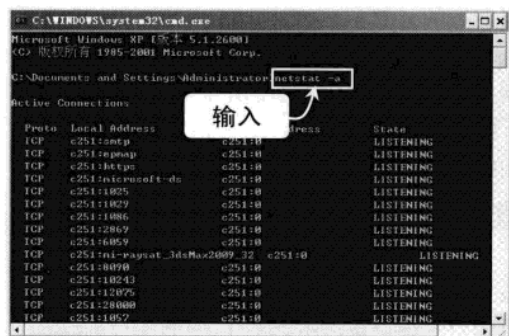 C:\WINDOWS\system32\cmd.exe
Microsoft Windows XP [版本 5.1.2600]
(C) 版权所有 1985-2001 Microsoft Corp.
C:\Documents and Settings\Administrator>netstat -a
Active Connections
输入
Proto Local Address Address State
TCP c251:smtp c251:0 LISTENING
TCP c251:epmap c251:0 LISTENING
TCP c251:https c251:0 LISTENING
TCP c251:microsoft-ds c251:0 LISTENING
TCP c251:1025 c251:0 LISTENING
TCP c251:1029 c251:0 LISTENING
TCP c251:1086 c251:0 LISTENING
TCP c251:2869 c251:0 LISTENING
TCP c251:6059 c251:0 LISTENING
TCP c251:mi-raysat_3dsMax2009_32 c251:0 LISTENING
TCP c251:8090 c251:0 LISTENING
TCP c251:10243 c251:0 LISTENING
TCP c251:12075 c251:0 LISTENING
TCP c251:28000 c251:0 LISTENING
TCP c251:1057 c251:0 LISTENING